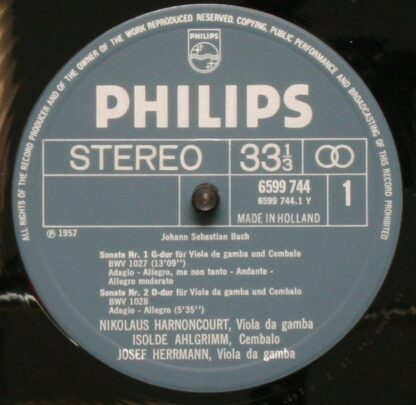 ALL RIGHTS OF THE RECORD PRODUCER AND OF THE OWNER OF THE WORK REPRODUCED RESERVED. COPYING, PUBLIC PERFORMANCE AND BROADCASTING OF THIS RECORD PROHIBITED
PHILIPS
PHILIPS
STEREO
33 1/3
6599 744
6599 744.1 Y
1
MADE IN HOLLAND
℗ 1957
Johann Sebastian Bach
Sonate Nr. 1 G-dur für Viola da gamba und Cembalo
BWV 1027 (13'09")
Adagio - Allegro, ma non tanto - Andante -
Allegro moderato
Sonate Nr. 2 D-dur für Viola da gamba und Cembalo
BWV 1028
Adagio - Allegro (5'35")
NIKOLAUS HARNONCOURT, Viola da gamba
ISOLDE AHLGRIMM, Cembalo
JOSEF HERRMANN, Viola da gamba